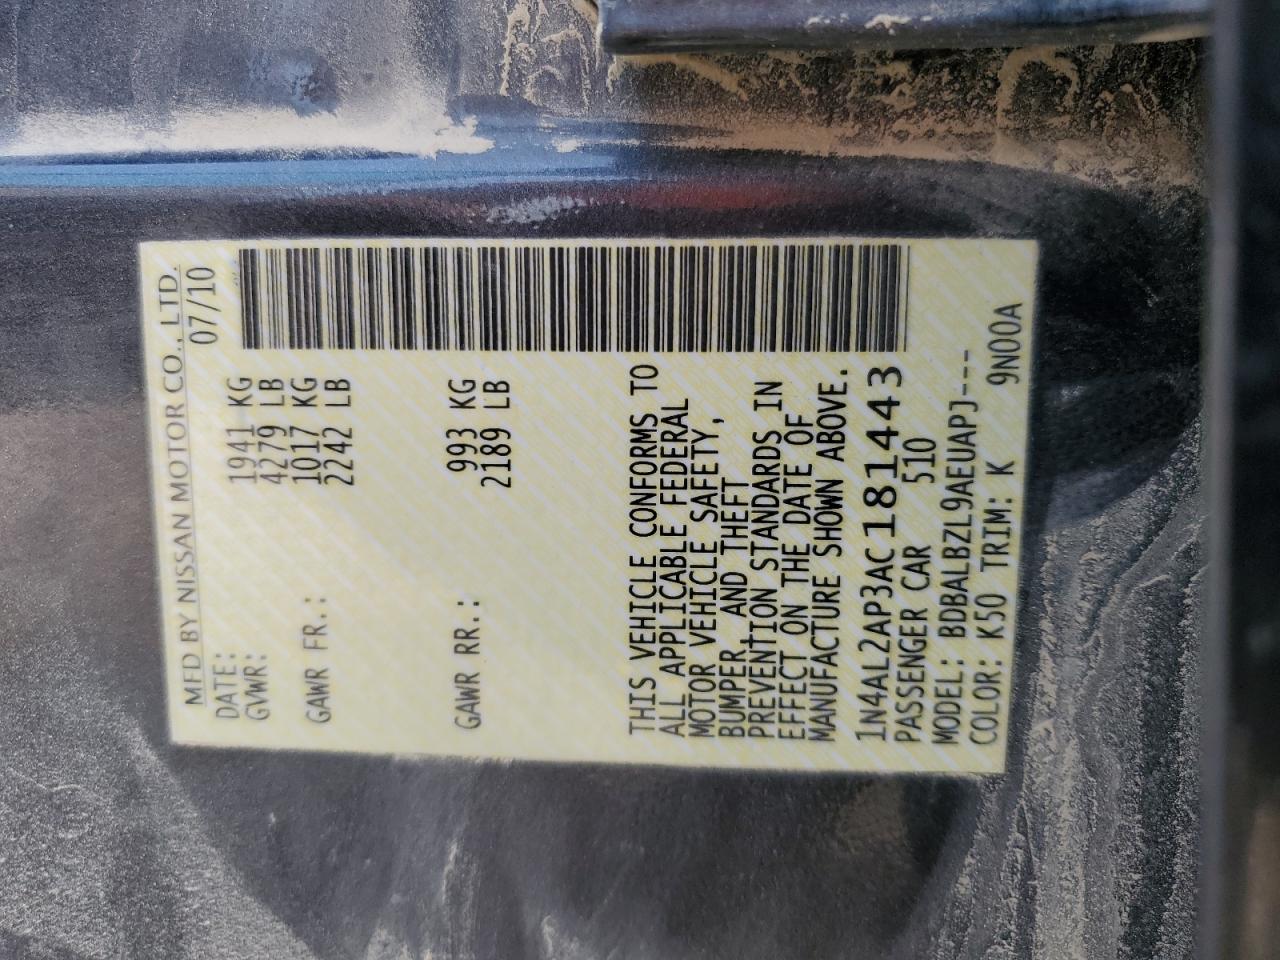 MFD BY NISSAN MOTOR CO., LTD.
DATE: 07/10
GVWR: 1941 KG
4279 LB
GAWR FR.: 1017 KG
2242 LB
GAWR RR.: 993 KG
2189 LB
THIS VEHICLE CONFORMS TO
ALL APPLICABLE FEDERAL
MOTOR VEHICLE SAFETY,
BUMPER, AND THEFT
PREVENTION STANDARDS IN
EFFECT ON THE DATE OF
MANUFACTURE SHOWN ABOVE.
1N4AL2AP3AC181443
PASSENGER CAR 510
MODEL: BDBALBZL9AEUAPJ---
COLOR: K50 TRIM: K 9N00A